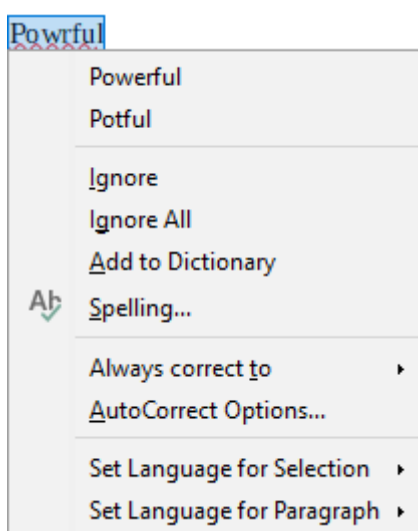 Powrful
Powerful
Potful
Ignore
Ignore All
Add to Dictionary
Spelling...
Always correct to
AutoCorrect Options...
Set Language for Selection
Set Language for Paragraph